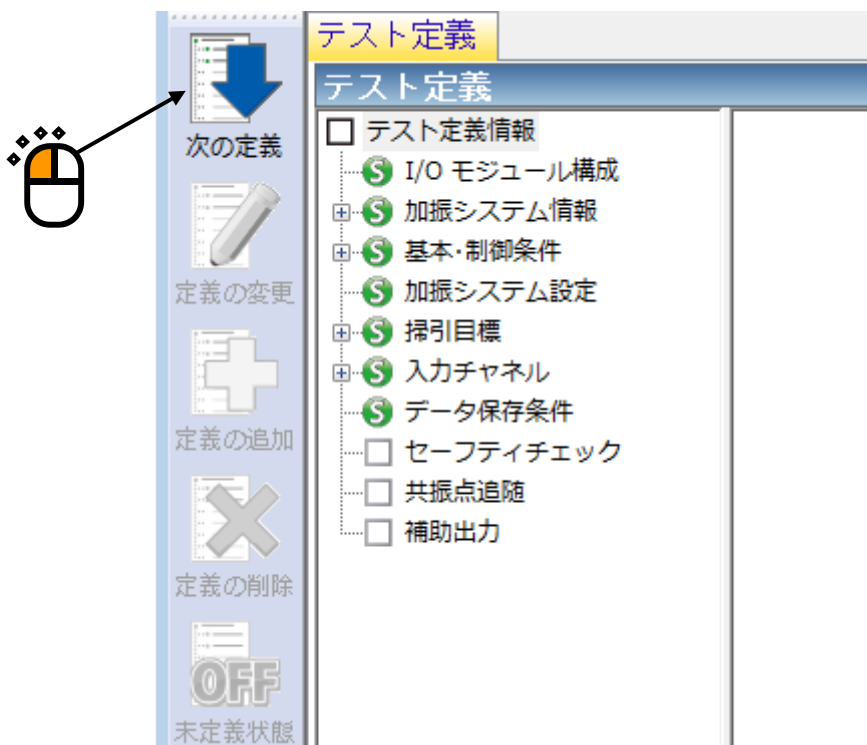 テスト定義
テスト定義
次の定義
定義の変更
定義の追加
定義の削除
OFF
未定義状態
テスト定義情報
I/O モジュール構成
加振システム情報
基本・制御条件
加振システム設定
掃引目標
入力チャネル
データ保存条件
セーフティチェック
共振点追随
補助出力